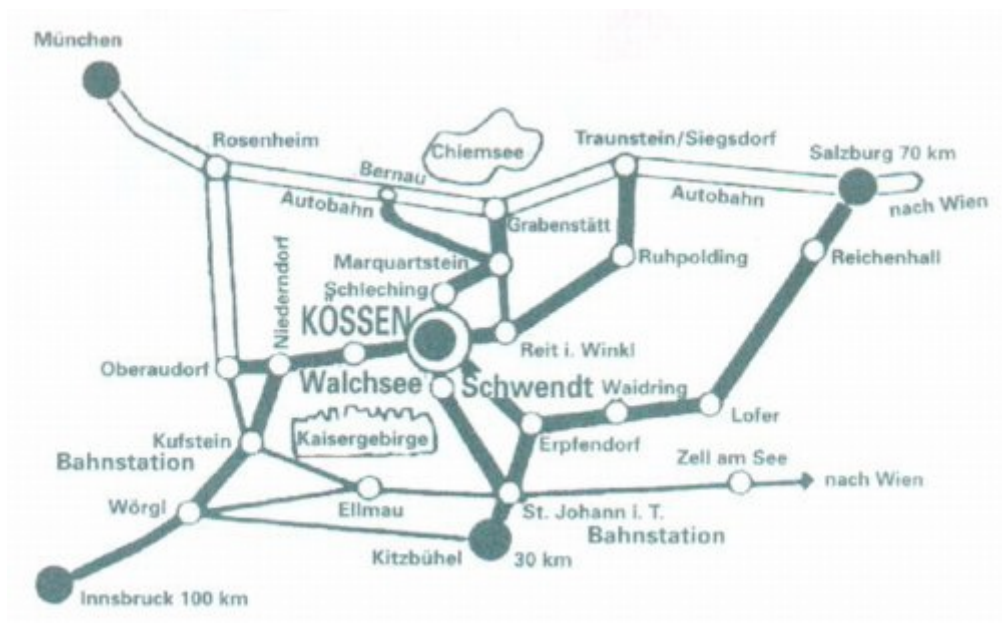 München
Rosenheim
Chiemsee
Traunstein/Siegsdorf
Salzburg 70 km
Bernau
Autobahn
Autobahn
nach Wien
Grabenstätt
Marquartstein
Ruhpolding
Reichenhall
Schleching
Niederndorf
KÖSSEN
Reit i. Winkl
Oberaudorf
Walchsee
Schwendt
Waidring
Lofer
Kufstein
Kaisergebirge
Erpfendorf
Bahnstation
Zell am See
nach Wien
Wörgl
Ellmau
St. Johann i. T.
Bahnstation
Kitzbühel
30 km
Innsbruck 100 km